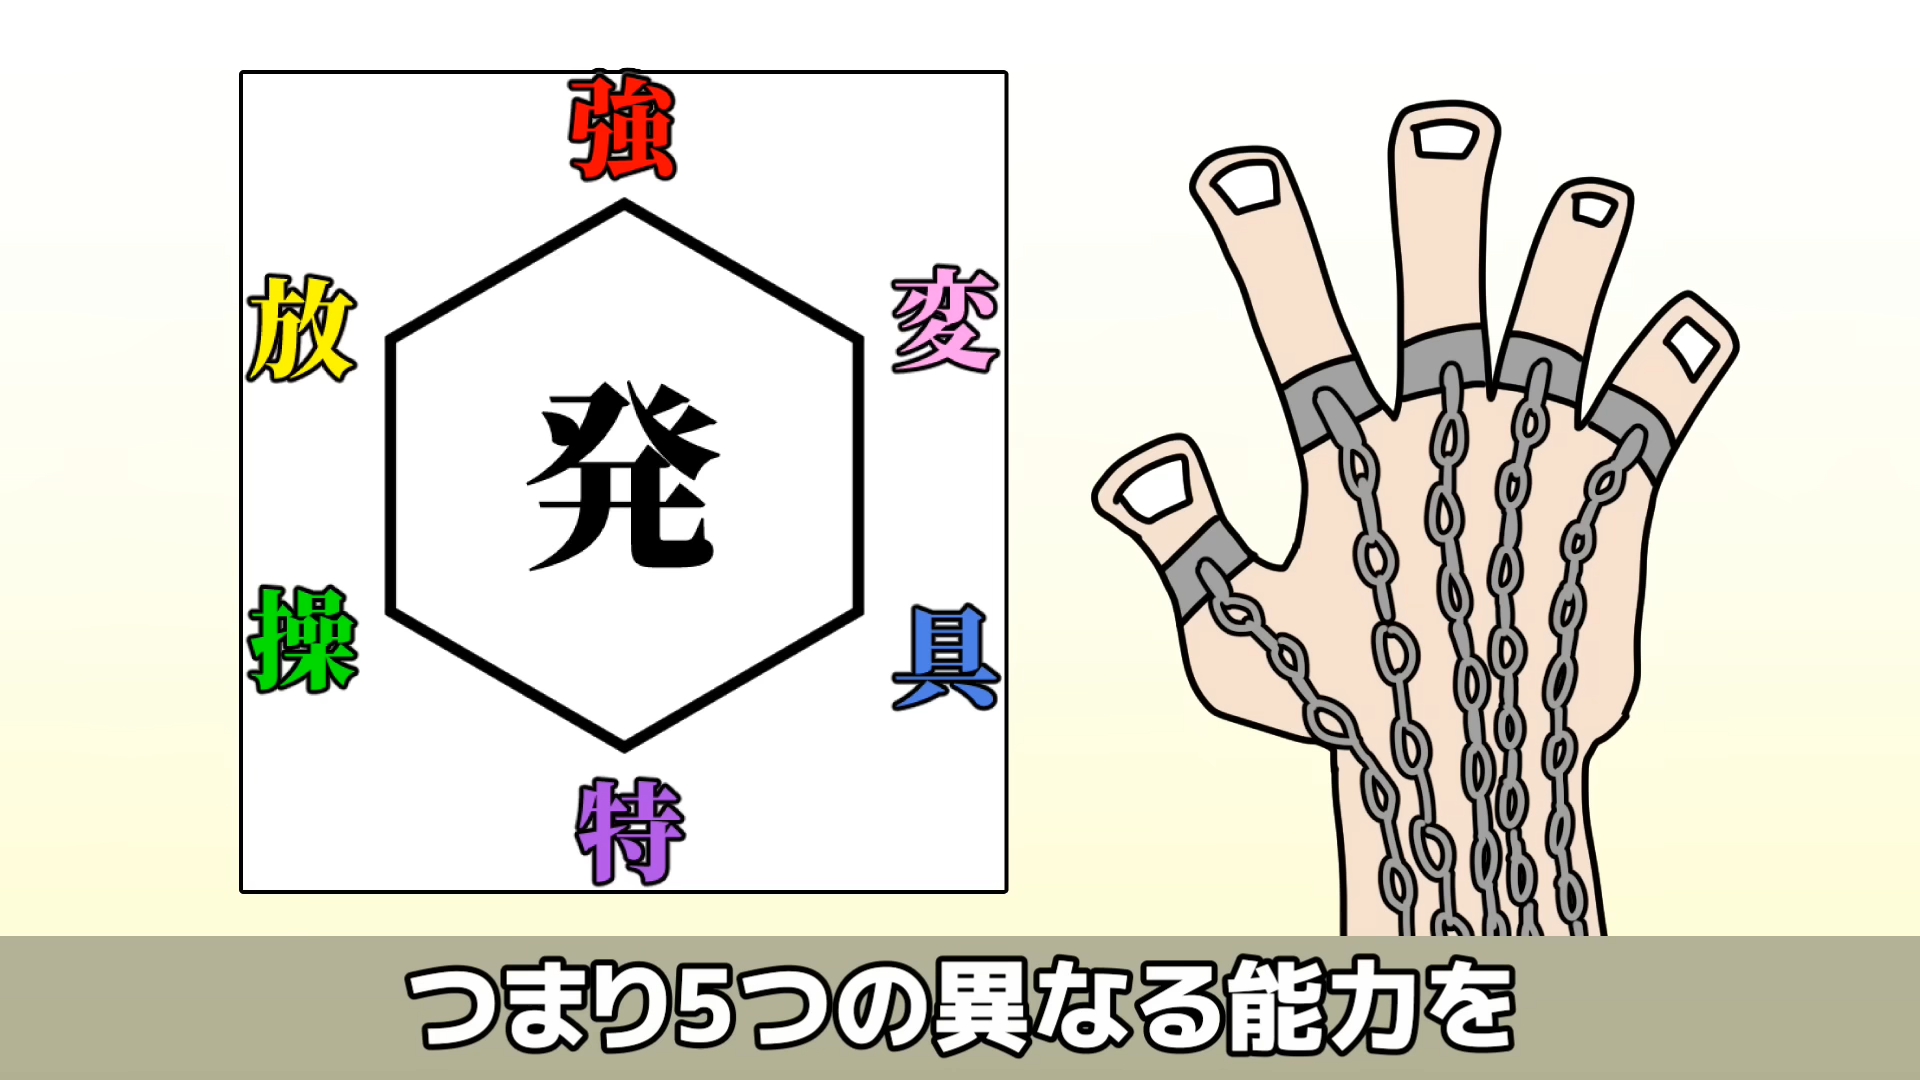 強
放
変
発
操
具
特
つまり5つの異なる能力を